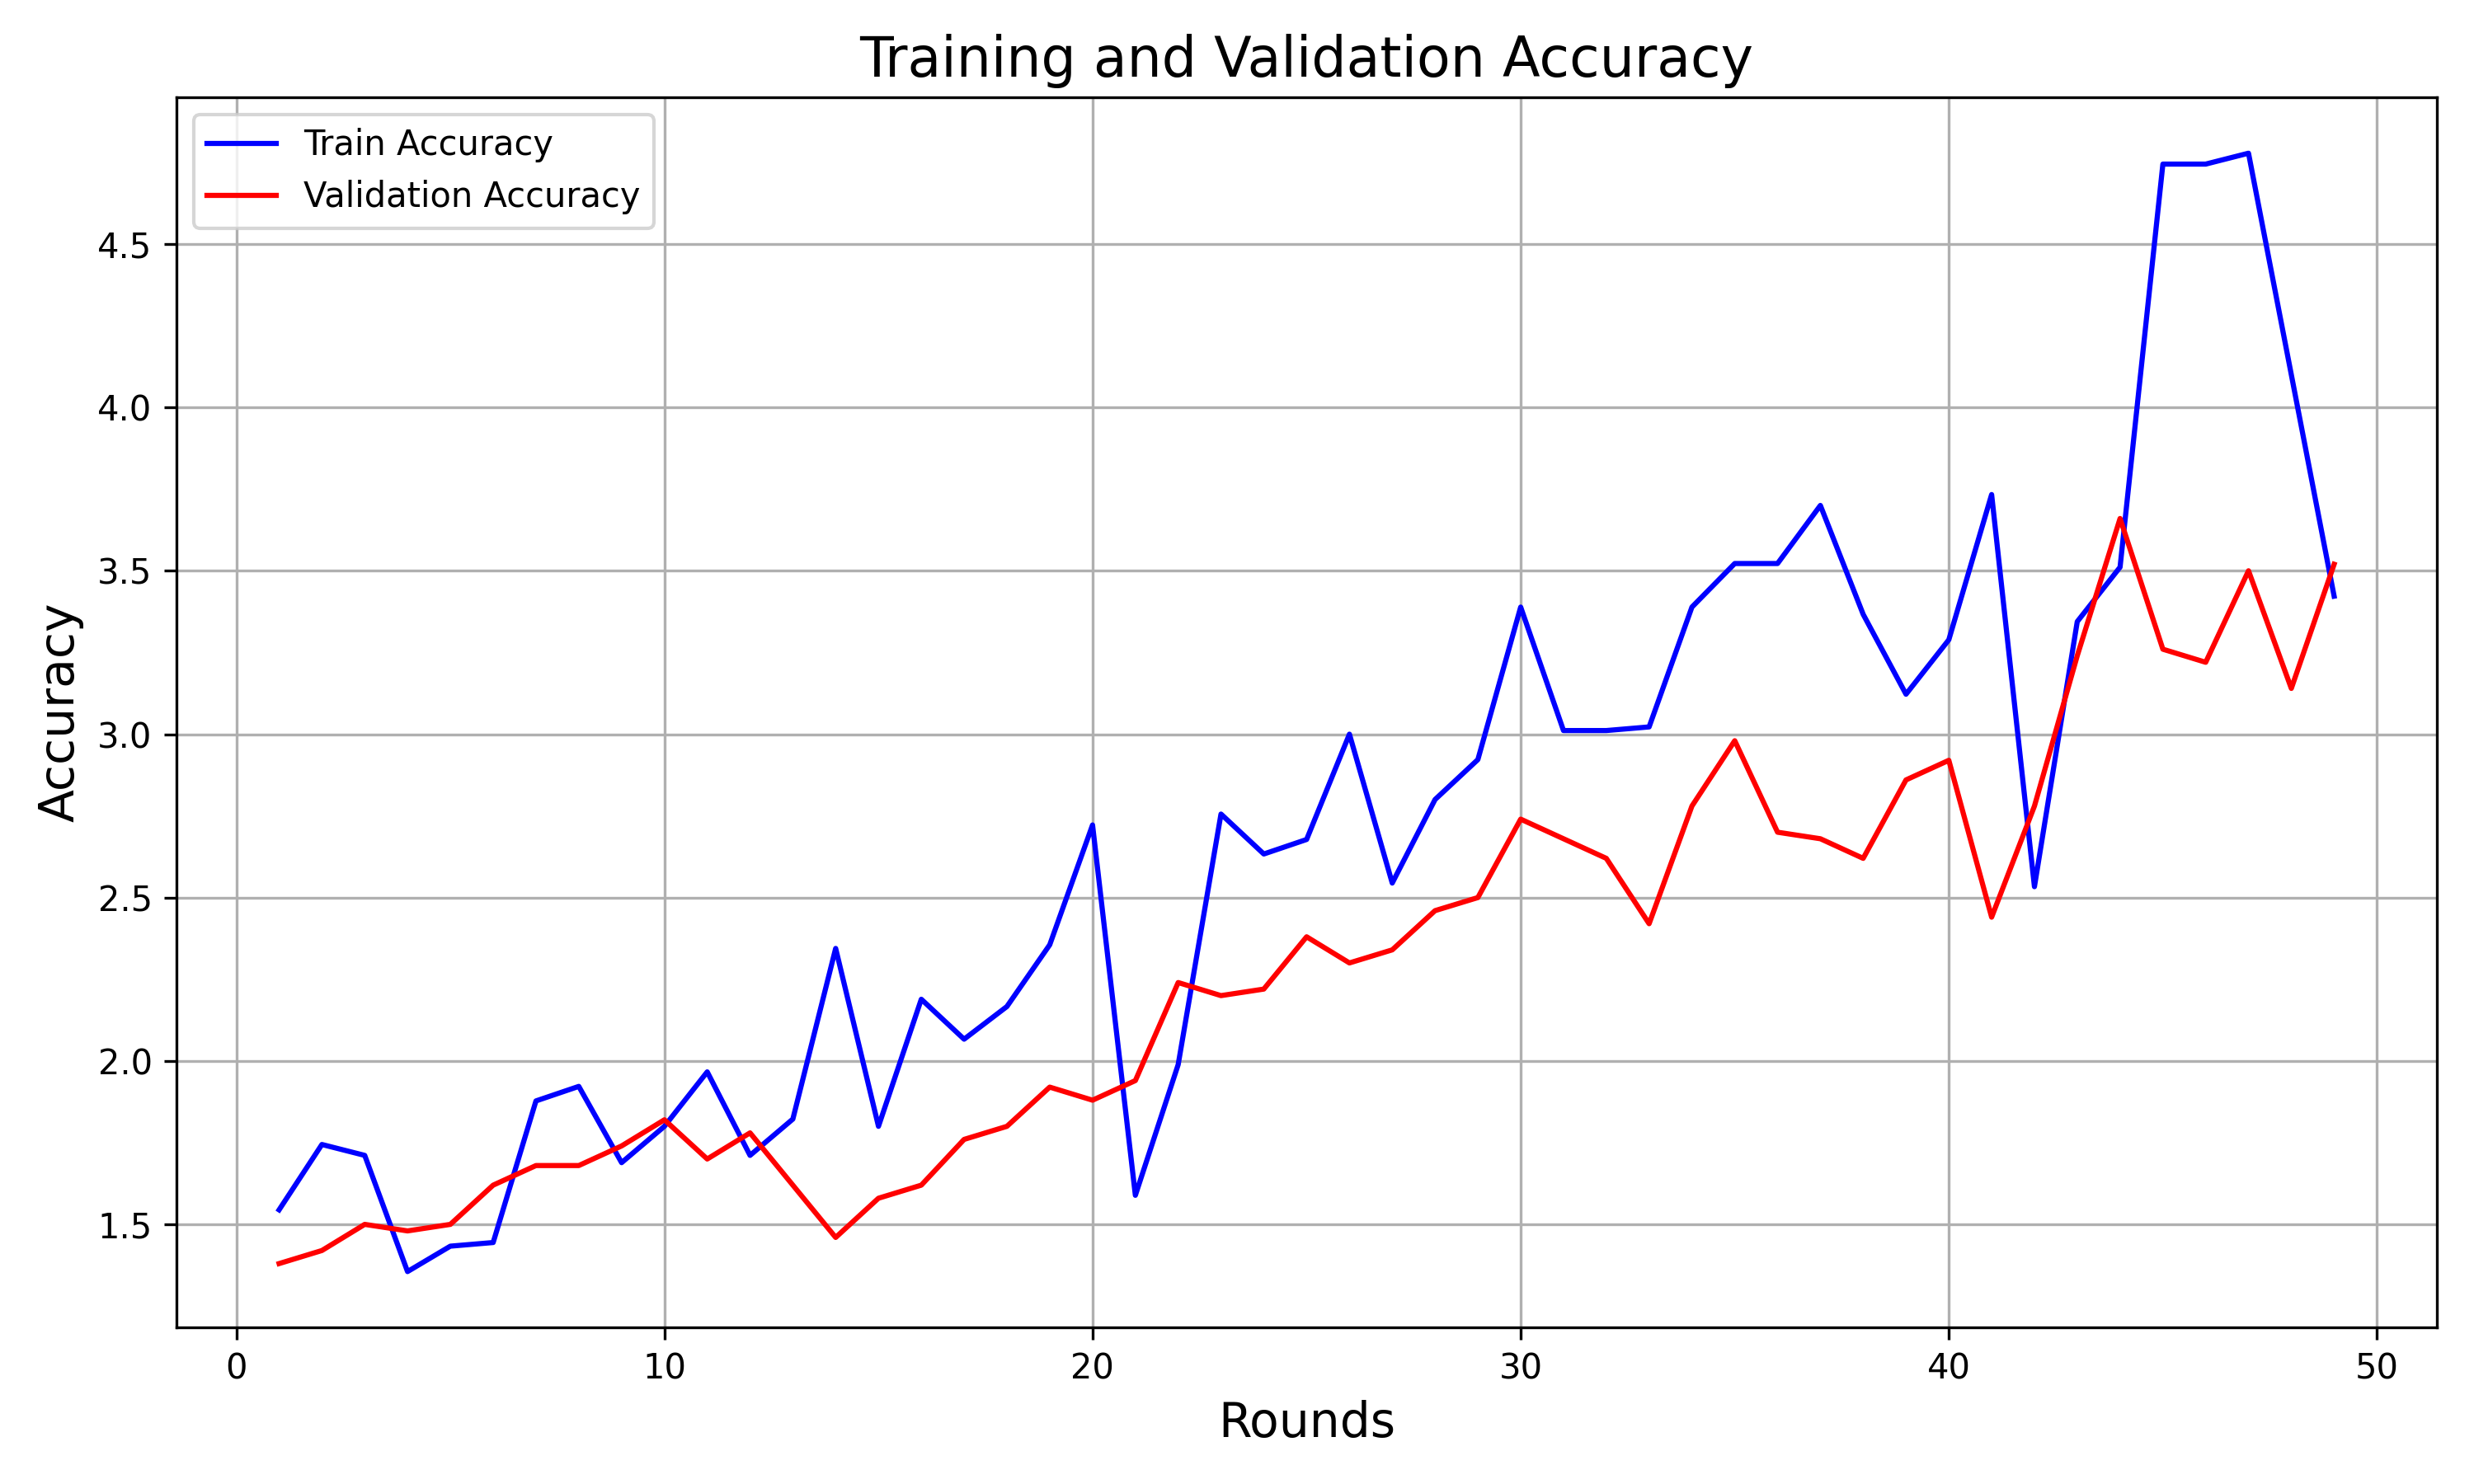 Training and Validation Accuracy
Train Accuracy
Validation Accuracy
Accuracy
4.5
4.0
3.5
3.0
2.5
2.0
1.5
0 10 20 30 40 50
Rounds